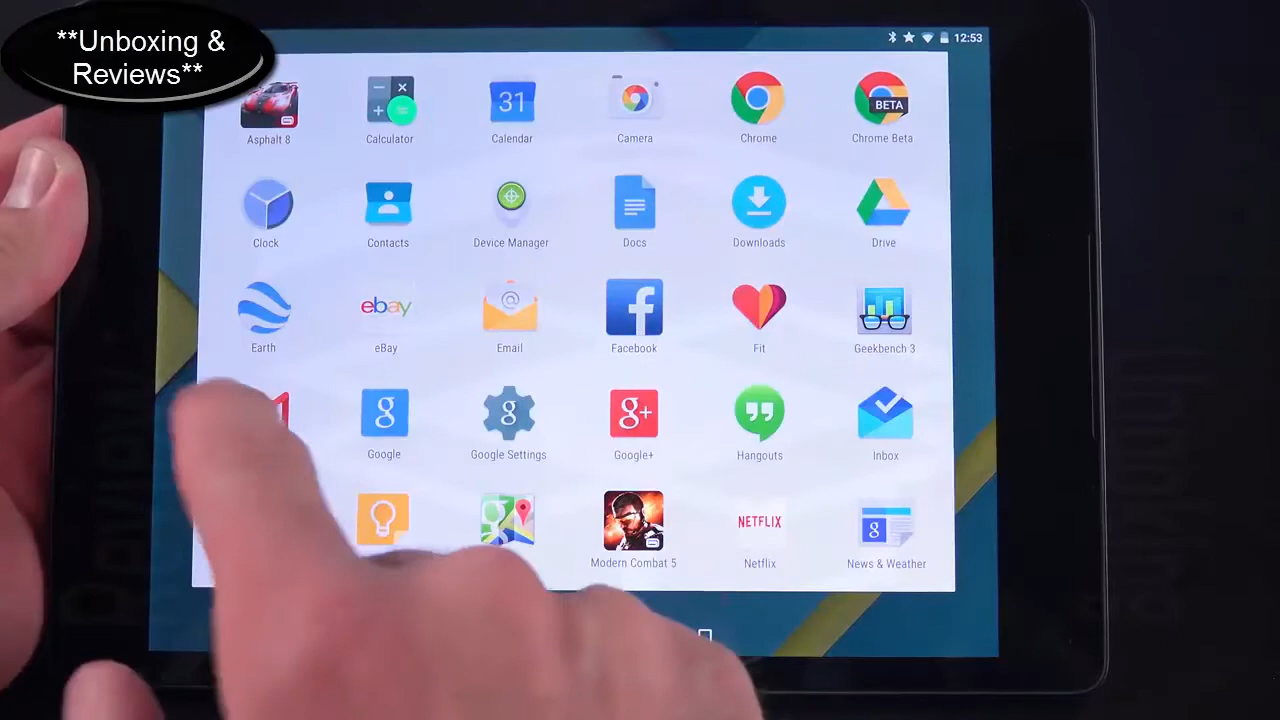 **Unboxing &
Reviews**
12:53
31
BETA
Asphalt 8
Calculator
Calendar
Camera
Chrome
Chrome Beta
Clock
Contacts
Device Manager
Docs
Downloads
Drive
ebay
@
f
Earth
eBay
Email
Facebook
Fit
Geekbench 3
g
g
g+
Google
Google Settings
Google+
Hangouts
Inbox
g
NETFLIX
g
Modern Combat 5
Netflix
News & Weather